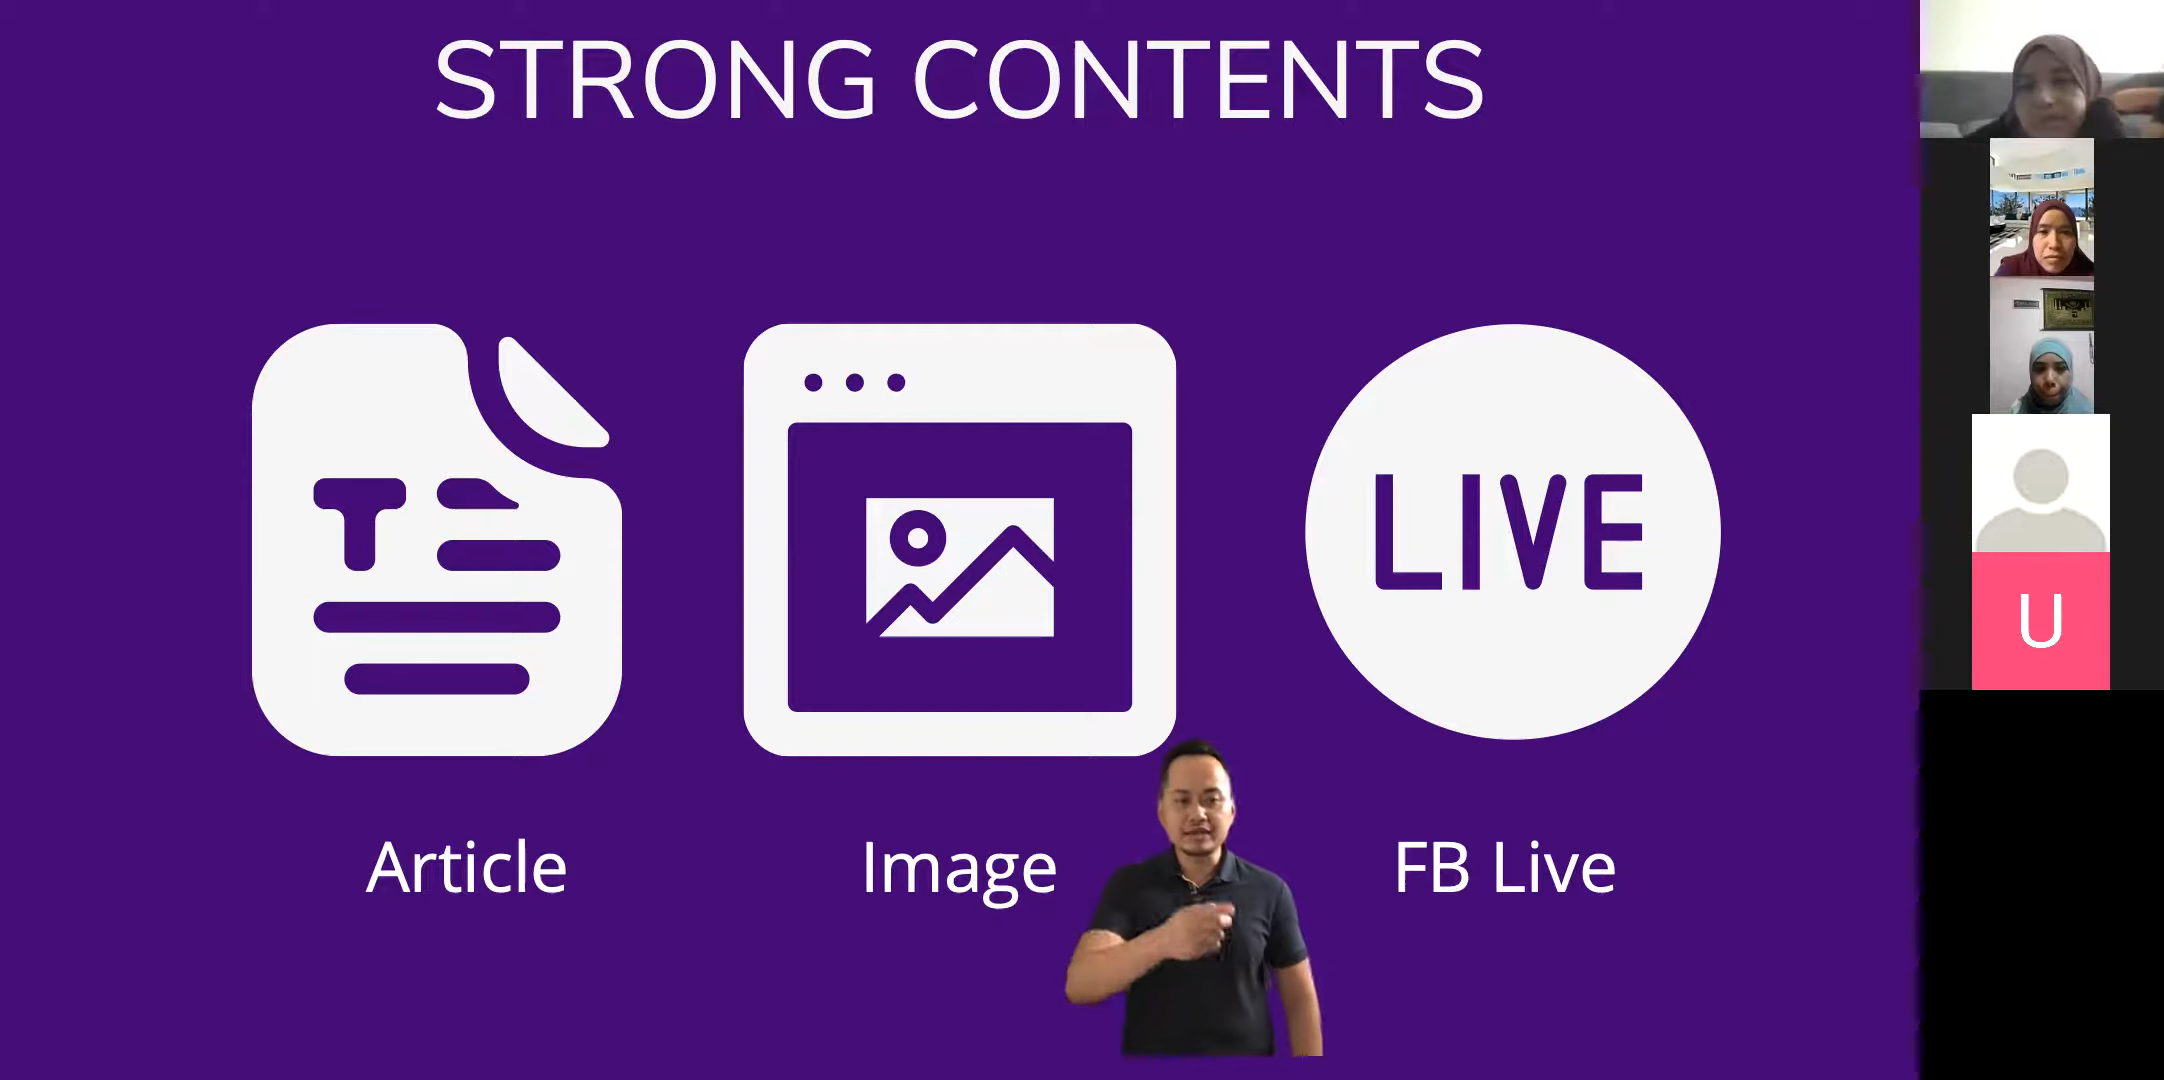 STRONG CONTENTS
T
LIVE
Article
Image
FB Live
U